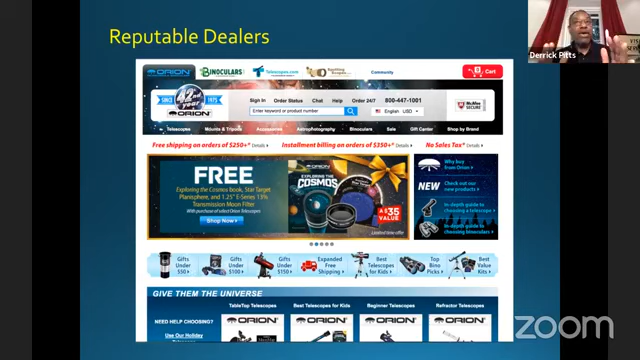 Reputable Dealers
Derrick Pitts
ORION
BINOCULARS
Telescopes.com
Community
Cart
42nd Year
SINCE
1975
ORION
Sign In Order Status Chat Help Order 24/7 800-447-1001
Enter keyword or product number
English USD
McAfee
SECURE
Telescopes Mounts & Tripods Accessories Astrophotography Binoculars Sale Gift Center Shop by Brand
Free shipping on orders of $250+* Details
Installment billing on orders of $350+* Details
No Sales Tax* Details
FREE
Exploring the Cosmos book, Star Target
Planisphere, and 1.25" E-Series 13%
Transmission Moon Filter
With purchase of select Orion Telescopes
Shop Now
ORION
EXPLORING THE
COSMOS
A $35
VALUE
Limited time offer
Why buy
from Orion
NEW
Check out our
new products
In-depth guide to
choosing a telescope
In-depth guide to
choosing binoculars
Gifts
Under
$50
Gifts
Under
$100
Gifts
Under
$150
Expanded
Free
Shipping
Best
Telescopes
for Kids
Top
Bino
Picks
Best
Value
Kits
GIVE THEM THE UNIVERSE
NEED HELP CHOOSING?
Use Our Holiday
TableTop Telescopes
Best Telescopes for Kids
Beginner Telescopes
Refractor Telescopes
ORION
ORION
ORION
ORION
zoom